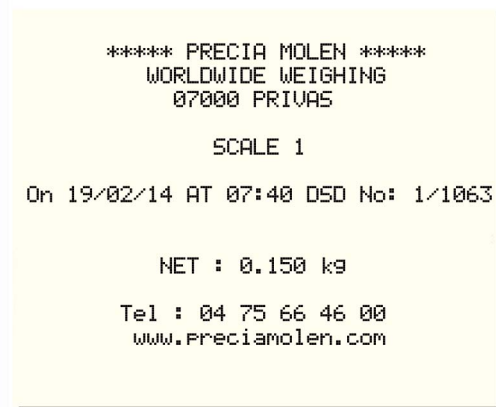 ***** PRECIA MOLEN *****
WORLDWIDE WEIGHING
07000 PRIVAS
SCALE 1
On 19/02/14 AT 07:40 DSD No: 1/1063
NET : 0.150 kg
Tel : 04 75 66 46 00
www.preciamolen.com